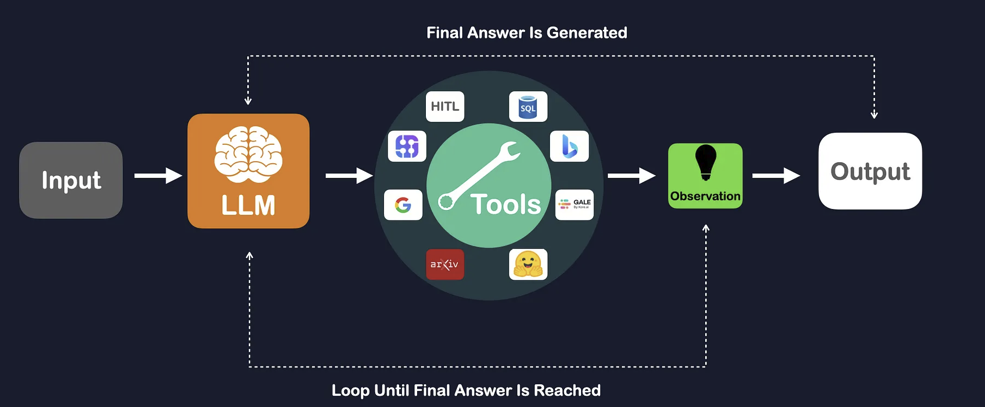 Final Answer Is Generated
HITL
SQL
Input
LLM
Tools
G
GALE
arXiv
Observation
Output
Loop Until Final Answer Is Reached